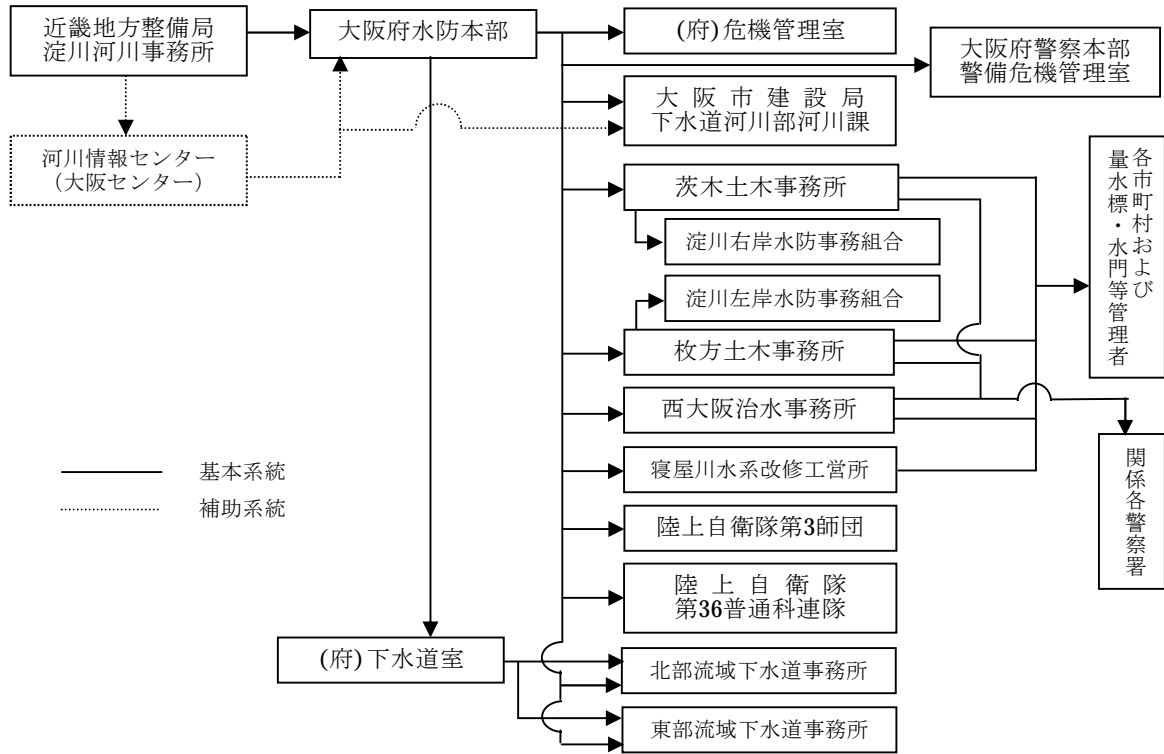 近畿地方整備局
淀川河川事務所
大阪府水防本部
(府)危機管理室
大阪府警察本部
警備危機管理室
大阪市建設局
下水道河川部河川課
河川情報センター
(大阪センター)
茨木土木事務所
淀川右岸水防事務組合
淀川左岸水防事務組合
枚方土木事務所
各市町村および
量水標・水門等管理者
西大阪治水事務所
寝屋川水系改修工営所
関係各警察署
基本系統
補助系統
陸上自衛隊第3師団
陸上自衛隊
第36普通科連隊
(府)下水道室
北部流域下水道事務所
東部流域下水道事務所